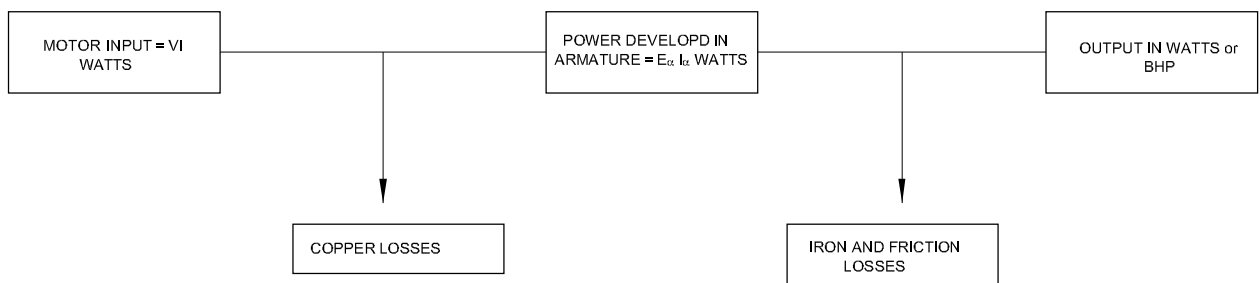 MOTOR INPUT = VI
WATTS
POWER DEVELOPD IN
ARMATURE = Eα Iα WATTS
OUTPUT IN WATTS or
BHP
COPPER LOSSES
IRON AND FRICTION
LOSSES